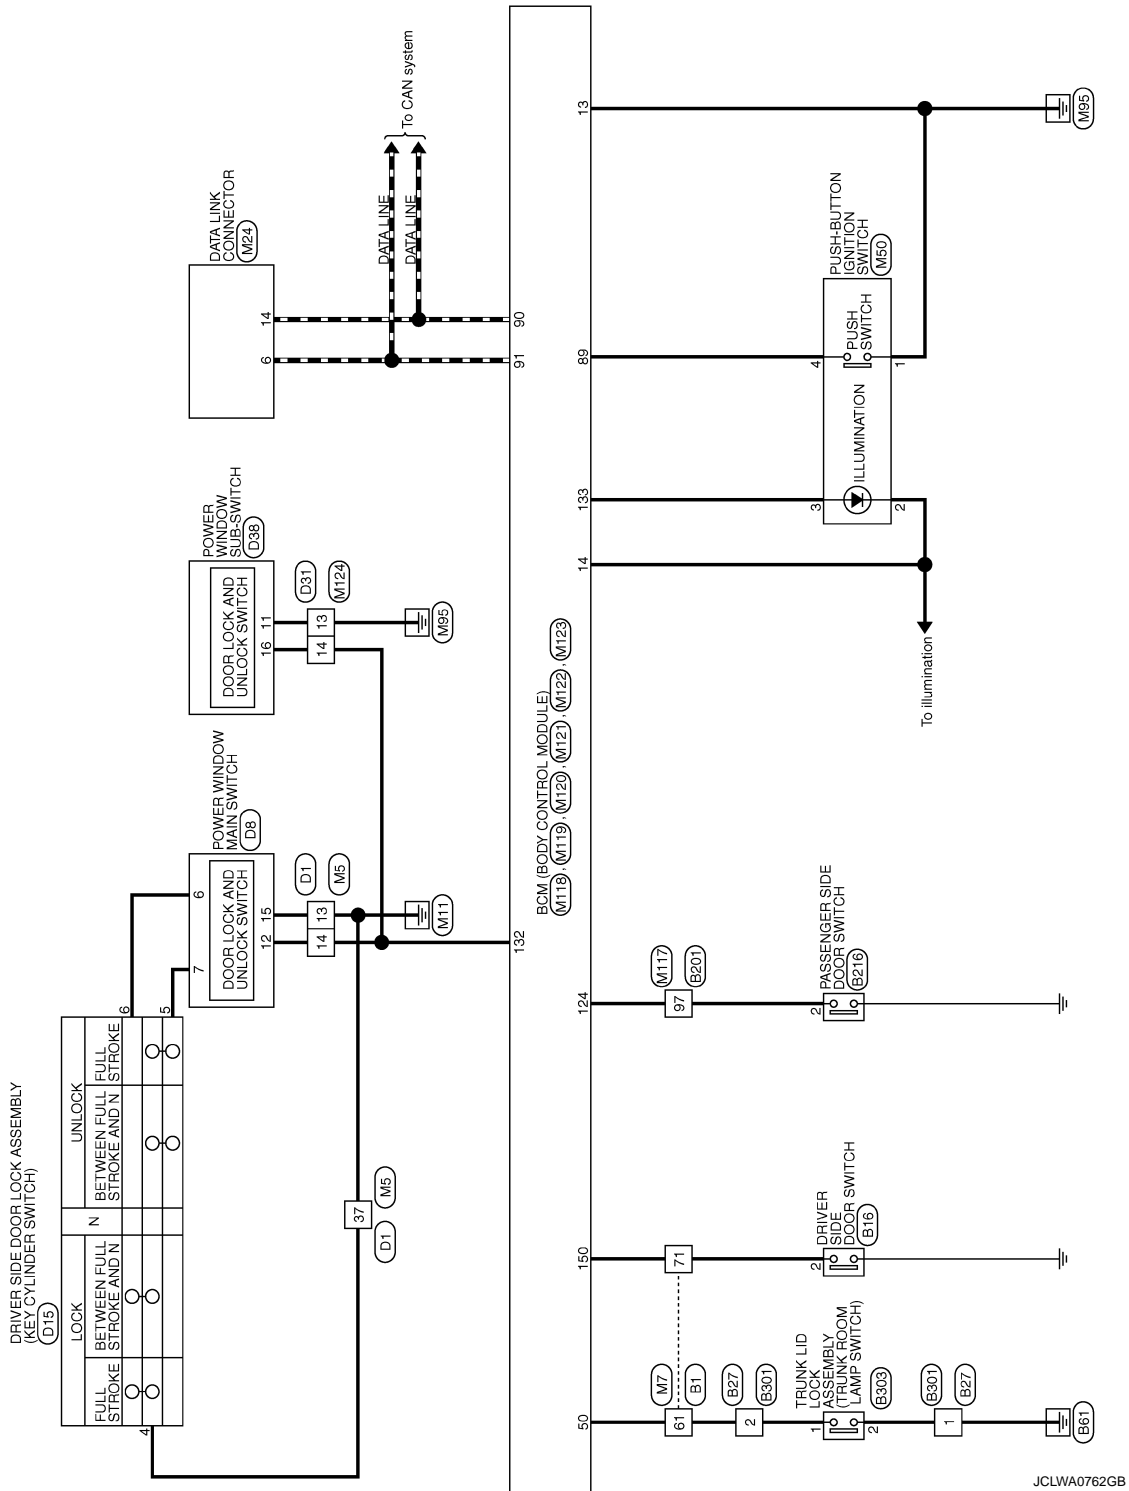 DRIVER SIDE DOOR LOCK ASSEMBLY
(KEY CYLINDER SWITCH)
D15
LOCK
N
UNLOCK
FULL
STROKE
BETWEEN FULL
STROKE AND N
BETWEEN FULL
STROKE AND N
FULL
STROKE
4
6
5
37
D1
M5
POWER WINDOW
MAIN SWITCH
D8
DOOR LOCK AND
UNLOCK SWITCH
7
6
12
15
14
13
D1
M5
M11
POWER
WINDOW
SUB-SWITCH
D38
DOOR LOCK AND
UNLOCK SWITCH
16
11
14
13
D31
M124
M95
DATA LINK
CONNECTOR
M24
6
14
DATA LINE
DATA LINE
To CAN system
132
91
90
BCM (BODY CONTROL MODULE)
M118, M119, M120, M121, M122, M123
50
150
124
14
133
89
13
61
M7
B1
2
B27
B301
TRUNK LID
LOCK
ASSEMBLY
(TRUNK ROOM
LAMP SWITCH)
B303
1
2
1
B301
B27
B61
71
DRIVER
SIDE
DOOR SWITCH
B16
2
97
M117
B201
PASSENGER SIDE
DOOR SWITCH
B216
2
To illumination
PUSH-BUTTON
IGNITION
SWITCH
M50
3
4
ILLUMINATION
PUSH
SWITCH
2
1
M95
JCLWA0762GB